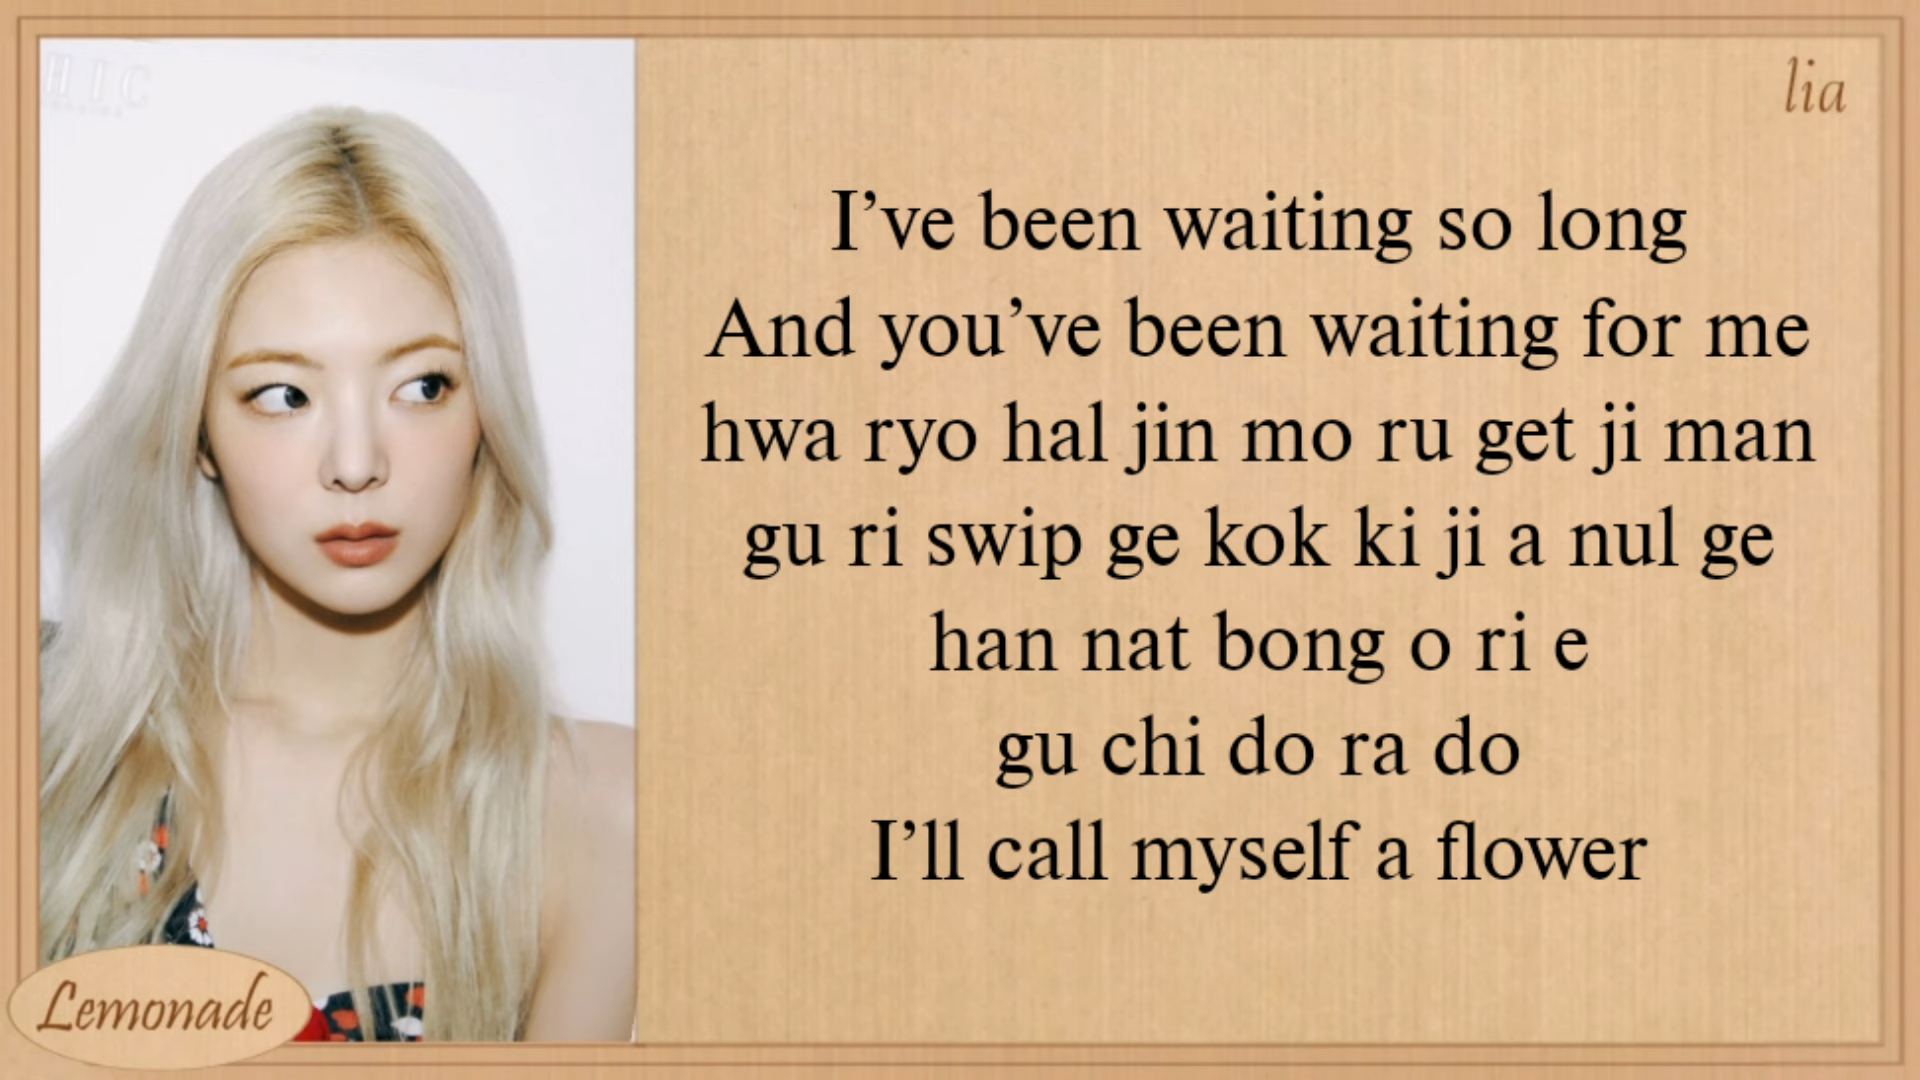 HIC
lia
I’ve been waiting so long
And you’ve been waiting for me
hwa ryo hal jin mo ru get ji man
gu ri swip ge kok ki ji a nul ge
han nat bong o ri e
gu chi do ra do
I’ll call myself a flower
Lemonade